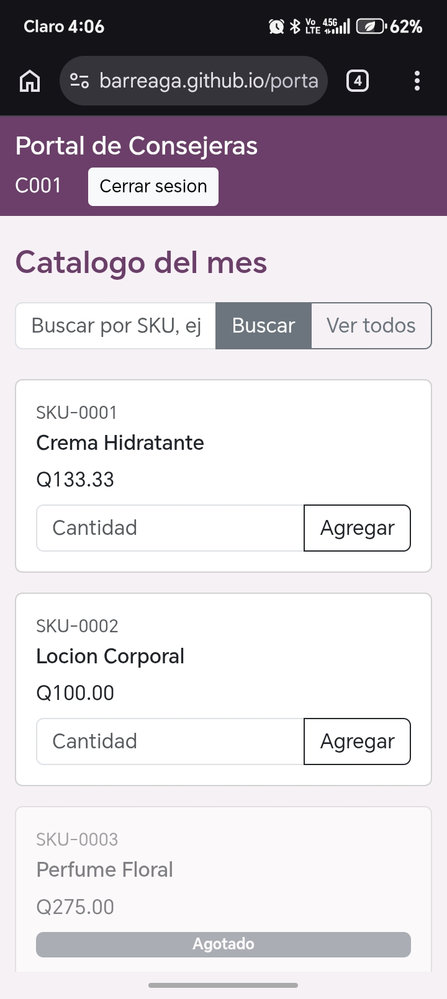 Claro 4:06
Vo LTE 4.5G 62%
barreaga.github.io/porta
4
Portal de Consejeras
C001
Cerrar sesion
Catalogo del mes
Buscar por SKU, ej
Buscar
Ver todos
SKU-0001
Crema Hidratante
Q133.33
Cantidad
Agregar
SKU-0002
Locion Corporal
Q100.00
Cantidad
Agregar
SKU-0003
Perfume Floral
Q275.00
Agotado